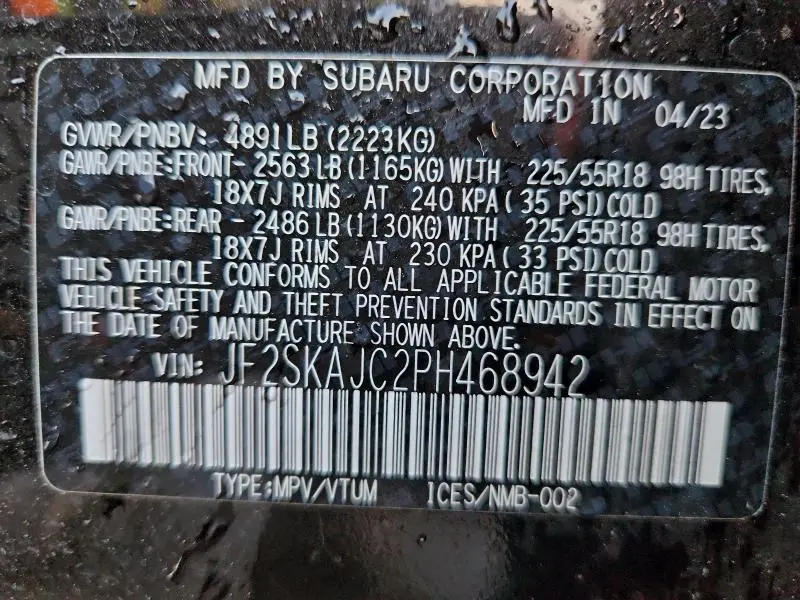 MFD BY SUBARU CORPORATION
MFD IN 04/23
GVWR/PNBV: 4891LB(2223KG)
GAWR/PNBE:FRONT- 2563LB(1165KG)WITH 225/55R18 98H TIRES,
18X7J RIMS AT 240 KPA( 35 PSI)COLD
GAWR/PNBE:REAR - 2486LB(1130KG)WITH 225/55R18 98H TIRES,
18X7J RIMS AT 230 KPA( 33 PSI)COLD
THIS VEHICLE CONFORMS TO ALL APPLICABLE FEDERAL MOTOR
VEHICLE SAFETY AND THEFT PREVENTION STANDARDS IN EFFECT ON
THE DATE OF MANUFACTURE SHOWN ABOVE.
VIN: JF2SKAJC2PH468942
TYPE:MPV/VTUM ICES/NMB-002